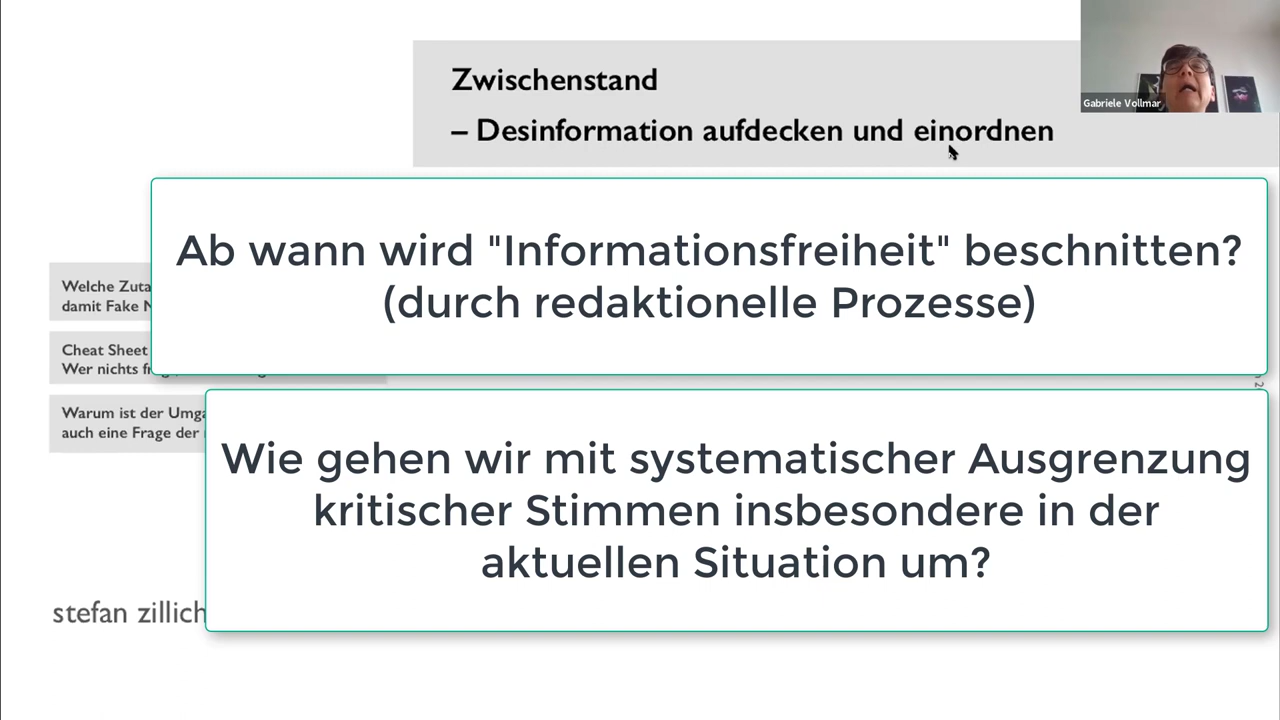 Zwischenstand
– Desinformation aufdecken und einordnen
Gabriele Vollmar
Ab wann wird "Informationsfreiheit" beschnitten?
(durch redaktionelle Prozesse)
Welche
damit Fake
Cheat Sheet
Wer nichts
Warum ist der
auch eine Frage der
Wie gehen wir mit systematischer Ausgrenzung
kritischer Stimmen insbesondere in der
aktuellen Situation um?
stefan zillich